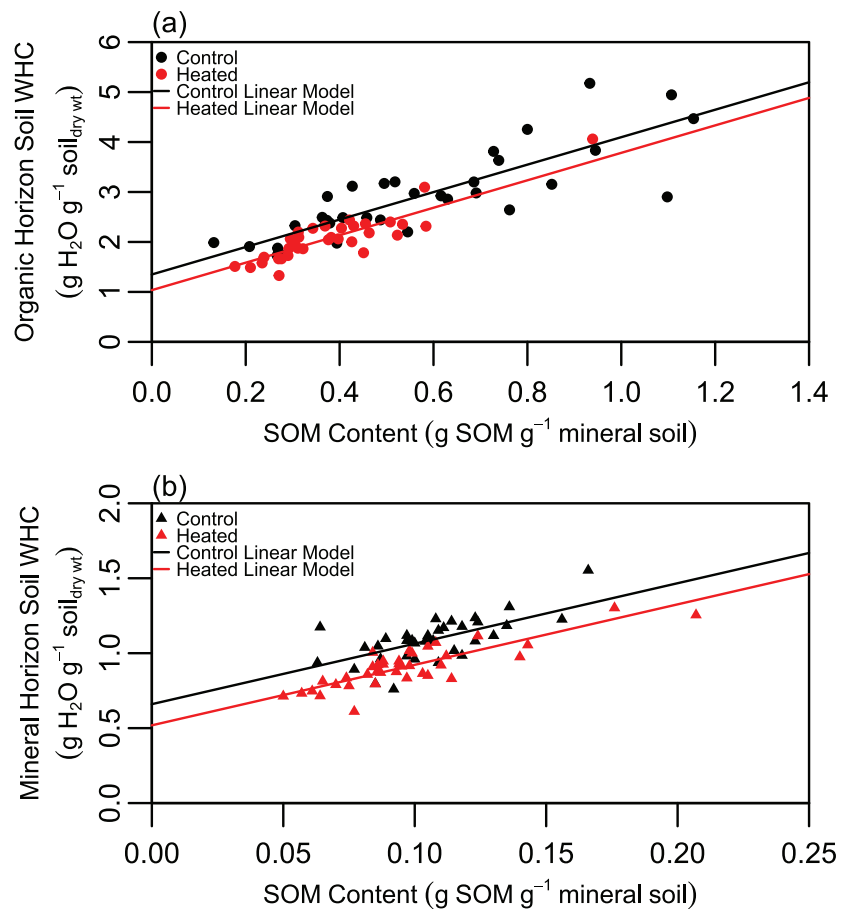 (a)
Organic Horizon Soil WHC
(g H₂O g⁻¹ soil_dry wt)
6
5
4
3
2
1
0
Control
Heated
Control Linear Model
Heated Linear Model
0.0 0.2 0.4 0.6 0.8 1.0 1.2 1.4
SOM Content (g SOM g⁻¹ mineral soil)
(b)
Mineral Horizon Soil WHC
(g H₂O g⁻¹ soil_dry wt)
2.0
1.5
1.0
0.5
0.0
Control
Heated
Control Linear Model
Heated Linear Model
0.00 0.05 0.10 0.15 0.20 0.25
SOM Content (g SOM g⁻¹ mineral soil)